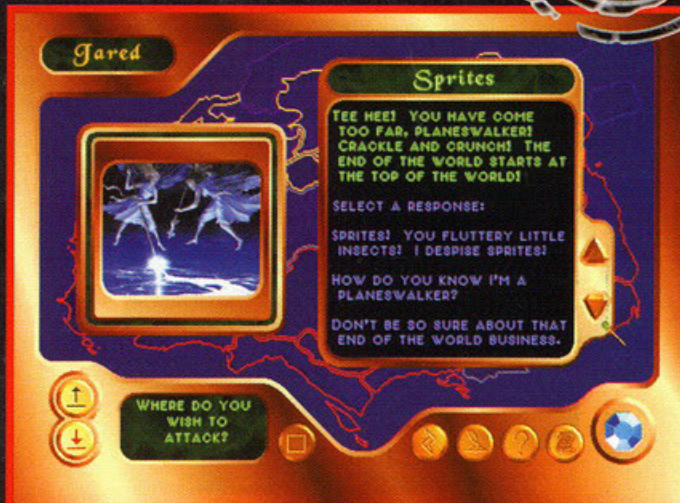 Jared
Sprites
TEE HEE! YOU HAVE COME
TOO FAR, PLANESWALKER!
CRACKLE AND CRUNCH! THE
END OF THE WORLD STARTS AT
THE TOP OF THE WORLD!
SELECT A RESPONSE:
SPRITES! YOU FLUTTERY LITTLE
INSECTS! I DESPISE SPRITES!
HOW DO YOU KNOW I'M A
PLANESWALKER?
DON'T BE SO SURE ABOUT THAT
END OF THE WORLD BUSINESS.
WHERE DO YOU
WISH TO
ATTACK?
?